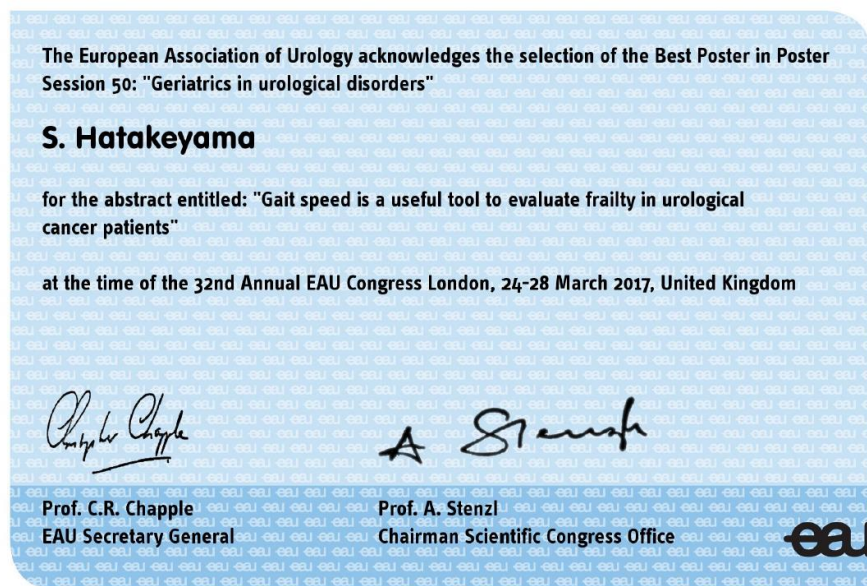 The European Association of Urology acknowledges the selection of the Best Poster in Poster
Session 50: "Geriatrics in urological disorders"
S. Hatakeyama
for the abstract entitled: "Gait speed is a useful tool to evaluate frailty in urological
cancer patients"
at the time of the 32nd Annual EAU Congress London, 24-28 March 2017, United Kingdom
Christopher Chapple
A Stenzl
Prof. C.R. Chapple
Prof. A. Stenzl
EAU Secretary General
Chairman Scientific Congress Office
eau